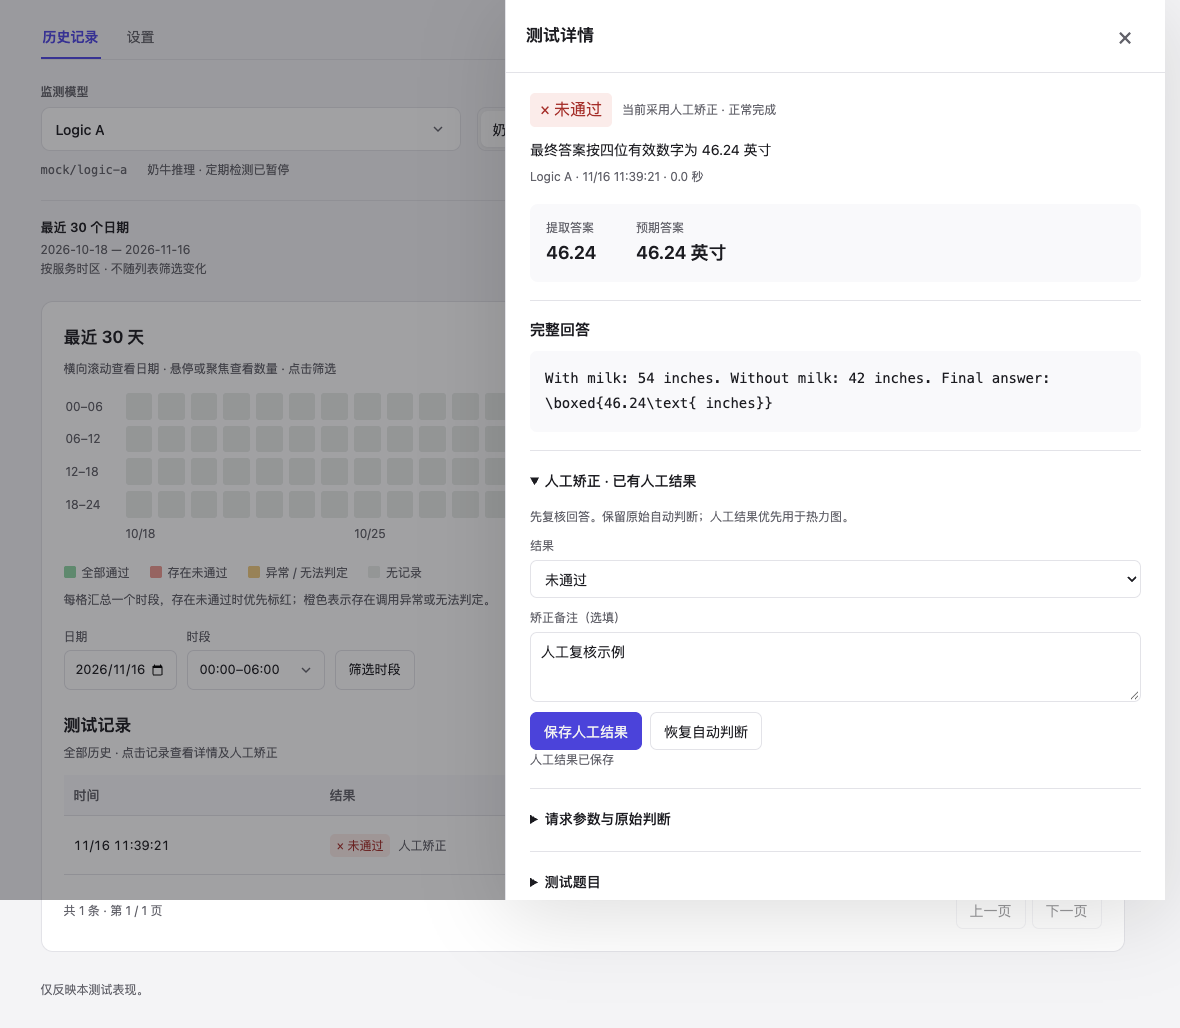 历史记录 设置
监测模型
Logic A
奶
mock/logic-a 奶牛推理 · 定期检测已暂停
最近 30 个日期
2026-10-18 — 2026-11-16
按服务时区 · 不随列表筛选变化
最近 30 天
横向滚动查看日期 · 悬停或聚焦查看数量 · 点击筛选
00–06
06–12
12–18
18–24
10/18 10/25
全部通过 存在未通过 异常 / 无法判定 无记录
每格汇总一个时段，存在未通过时优先标红；橙色表示存在调用异常或无法判定。
日期 时段
2026/11/16 00:00–06:00 筛选时段
测试记录
全部历史 · 点击记录查看详情及人工矫正
时间 结果
11/16 11:39:21 × 未通过 人工矫正
共 1 条 · 第 1 / 1 页 上一页 下一页
仅反映本测试表现。
测试详情 ×
× 未通过 当前采用人工矫正 · 正常完成
最终答案按四位有效数字为 46.24 英寸
Logic A · 11/16 11:39:21 · 0.0 秒
提取答案 预期答案
46.24 46.24 英寸
完整回答
With milk: 54 inches. Without milk: 42 inches. Final answer:
\boxed{46.24\text{ inches}}
▼ 人工矫正 · 已有人工结果
先复核回答。保留原始自动判断；人工结果优先用于热力图。
结果
未通过
矫正备注（选填）
人工复核示例
保存人工结果 恢复自动判断
人工结果已保存
▶ 请求参数与原始判断
▶ 测试题目